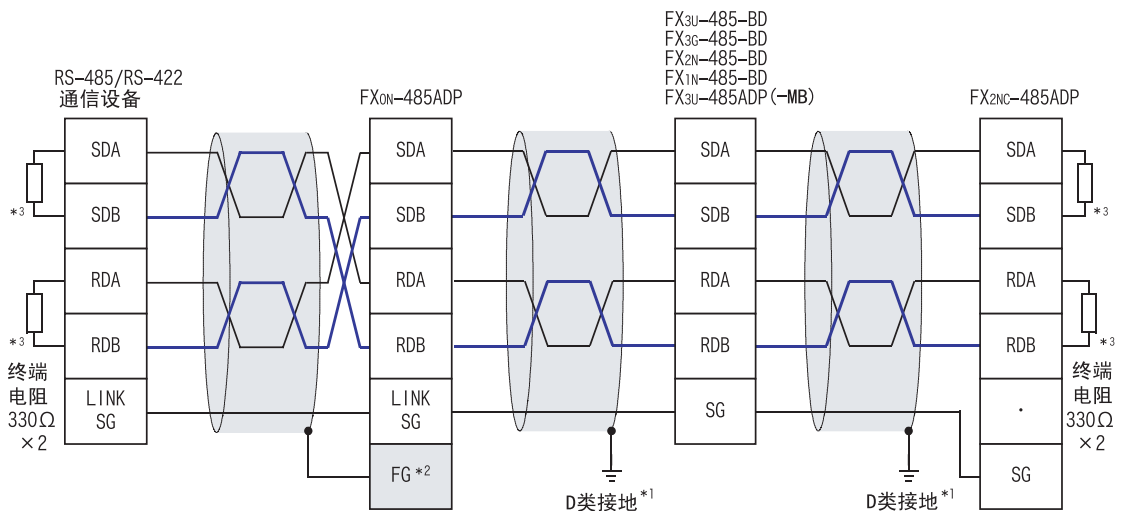 FX3U-485-BD
FX3G-485-BD
FX2N-485-BD
FX1N-485-BD
FX3U-485ADP(-MB)
RS-485/RS-422
通信设备
FX0N-485ADP
FX2NC-485ADP
SDA
SDA
SDA
SDA
*3
SDB
SDB
SDB
SDB
*3
RDA
RDA
RDA
RDA
*3
RDB
RDB
RDB
RDB
*3
终端
电阻
330Ω
×2
LINK
SG
LINK
SG
SG
·
终端
电阻
330Ω
×2
FG*2
SG
D类接地*1
D类接地*1